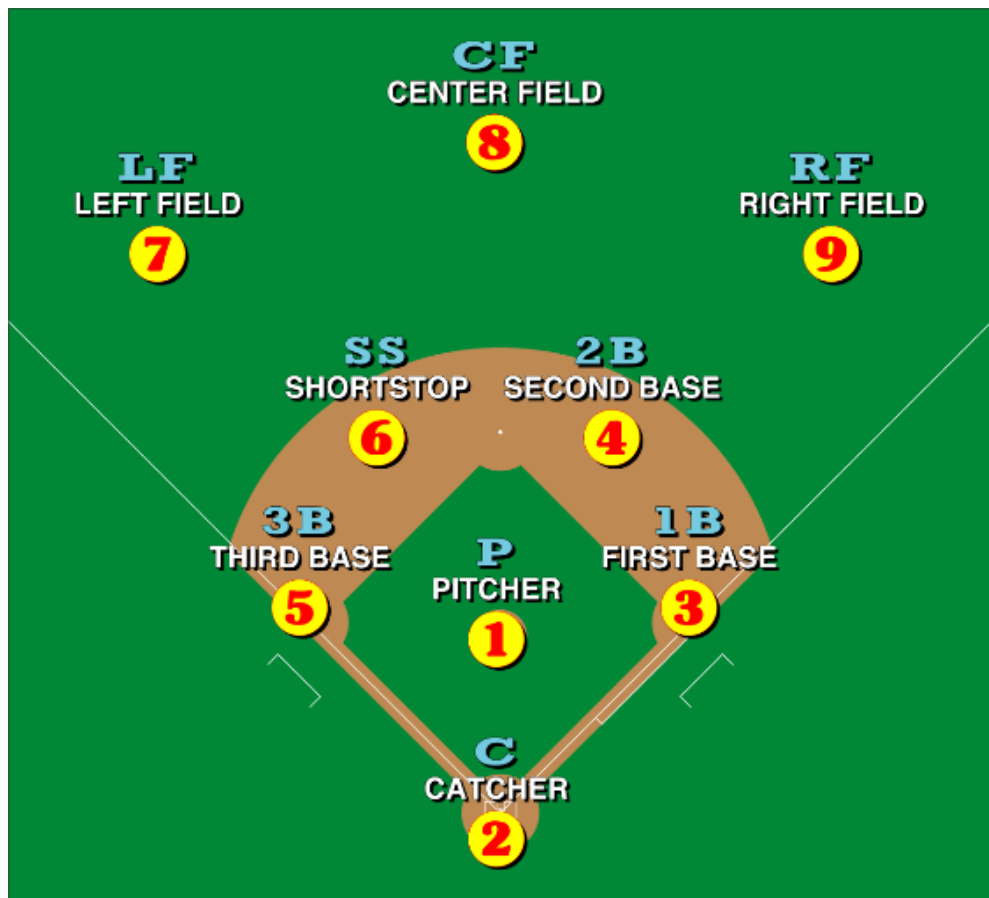 CF
CENTER FIELD
8
LF
LEFT FIELD
7
RF
RIGHT FIELD
9
SS
SHORTSTOP
6
2B
SECOND BASE
4
3B
THIRD BASE
5
1B
FIRST BASE
3
P
PITCHER
1
C
CATCHER
2